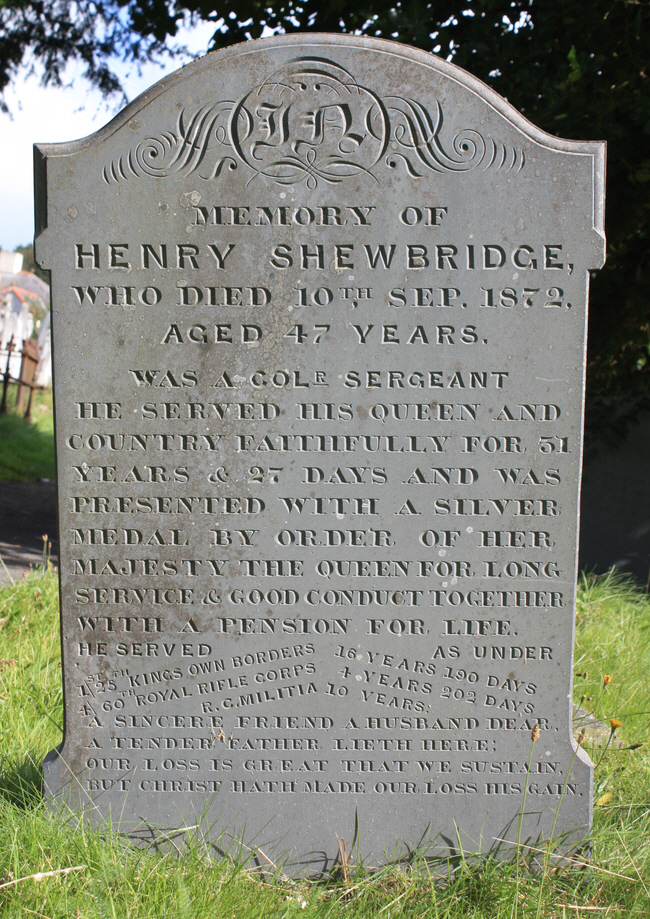 IN
MEMORY OF
HENRY SHEWBRIDGE,
WHO DIED 10TH, SEP. 1872,
AGED 47 YEARS.
WAS A COLR SERGEANT
HE SERVED HIS QUEEN AND
COUNTRY FAITHFULLY FOR 31
YEARS & 27 DAYS AND WAS
PRESENTED WITH A SILVER
MEDAL BY ORDER OF HER
MAJESTY THE QUEEN FOR LONG
SERVICE & GOOD CONDUCT TOGETHER
WITH A PENSION FOR LIFE.
HE SERVED AS UNDER
1ST 25TH KINGS OWN BORDERS 16 YEARS 190 DAYS
4 60TH ROYAL RIFLE CORPS 4 YEARS 202 DAYS
R.G. MILITIA 10 YEARS:
A SINCERE FRIEND A HUSBAND DEAR,
A TENDER FATHER LIETH HERE;
OUR LOSS IS GREAT THAT WE SUSTAIN,
BUT CHRIST HATH MADE OUR LOSS HIS GAIN.